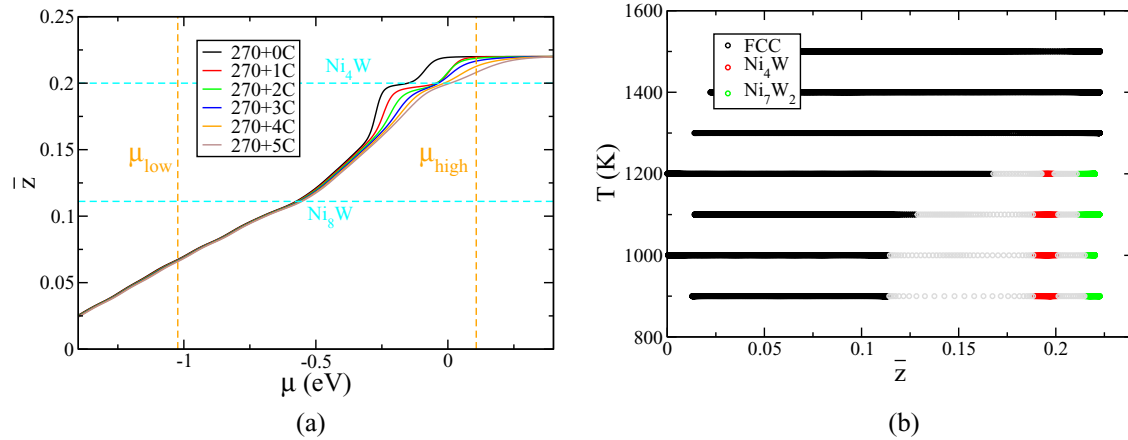 0.25
0.2
0.15
0.1
0.05
0
z̅
270+0C
270+1C
270+2C
270+3C
270+4C
270+5C
Ni₄W
μ_low
μ_high
Ni₈W
-1
-0.5
0
μ (eV)
(a)
1600
1400
1200
1000
800
T (K)
FCC
Ni₄W
Ni₇W₂
0
0.05
0.1
0.15
0.2
z̅
(b)